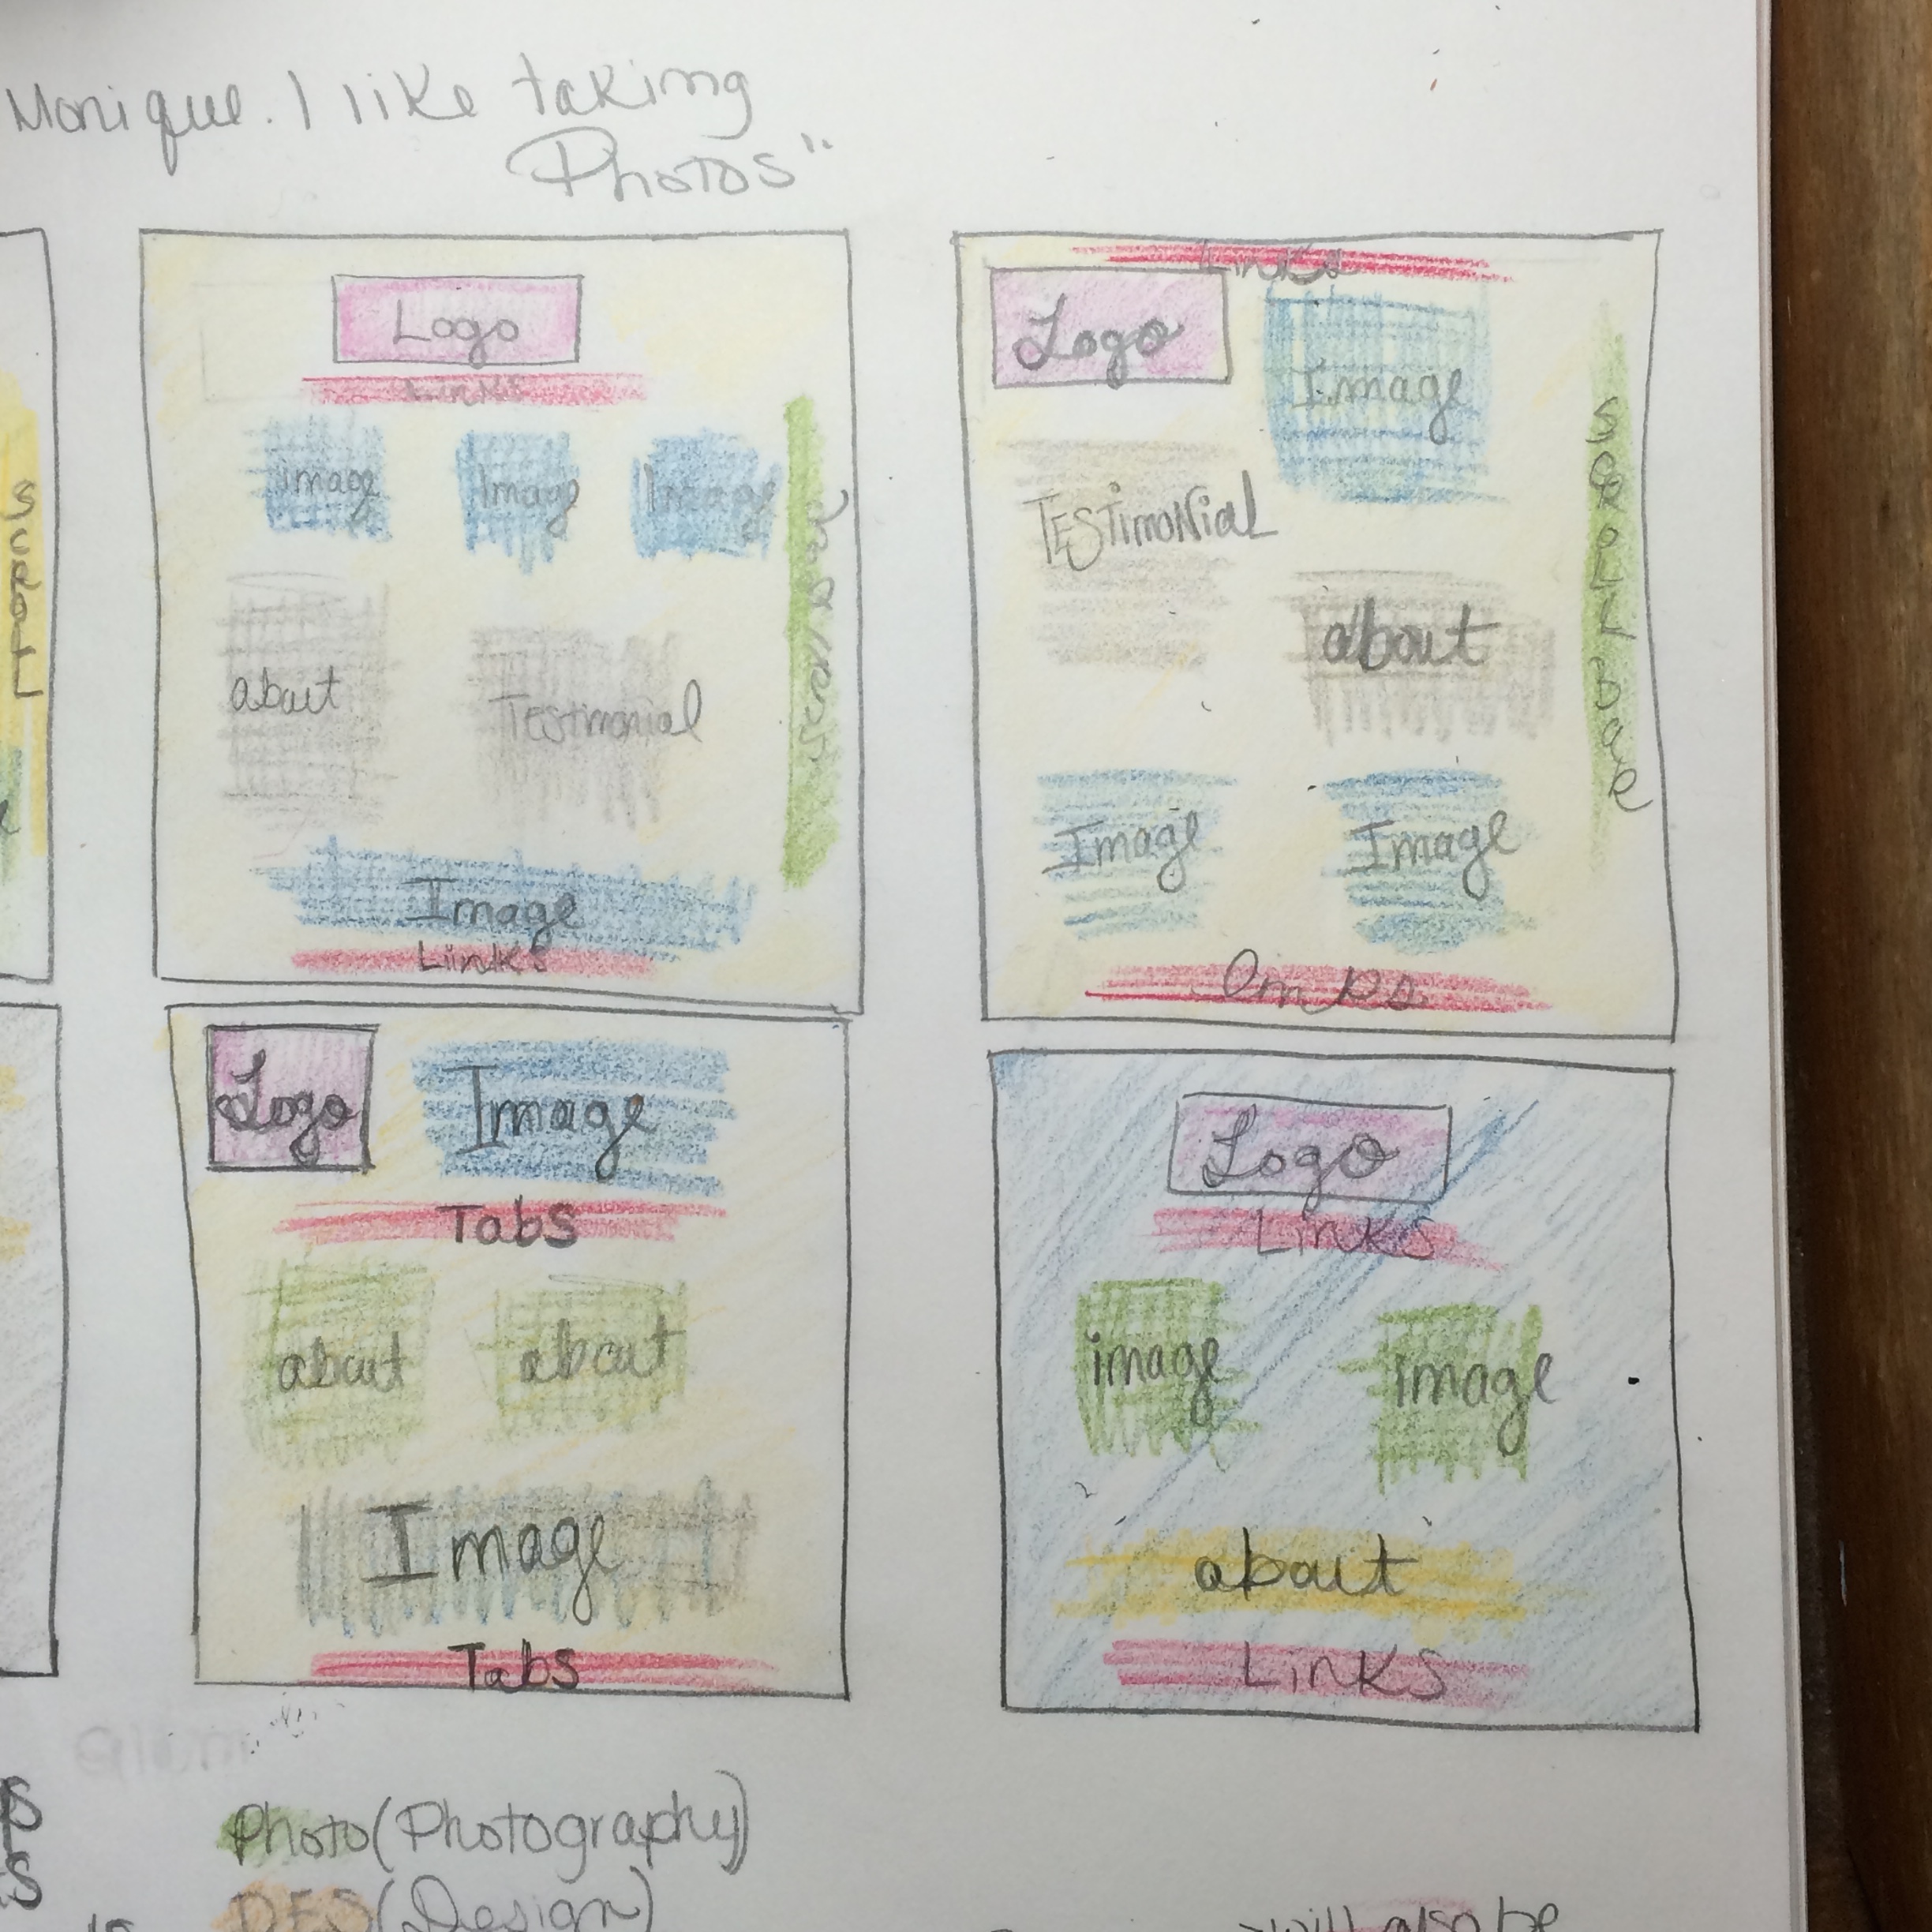 Monique. I like taking
Photos"
SCROLL
Logo
Links
image
Image
Image
about
Testimonial
Image
Links
Links
Logo
Image
TESTimoNiaL
about
SCROLL baR
Image
Image
Logo
Image
Tabs
about
about
Image
Tabs
Logo
Links
image
image
about
Links
Photo(Photography)
DES(Design)
will also be